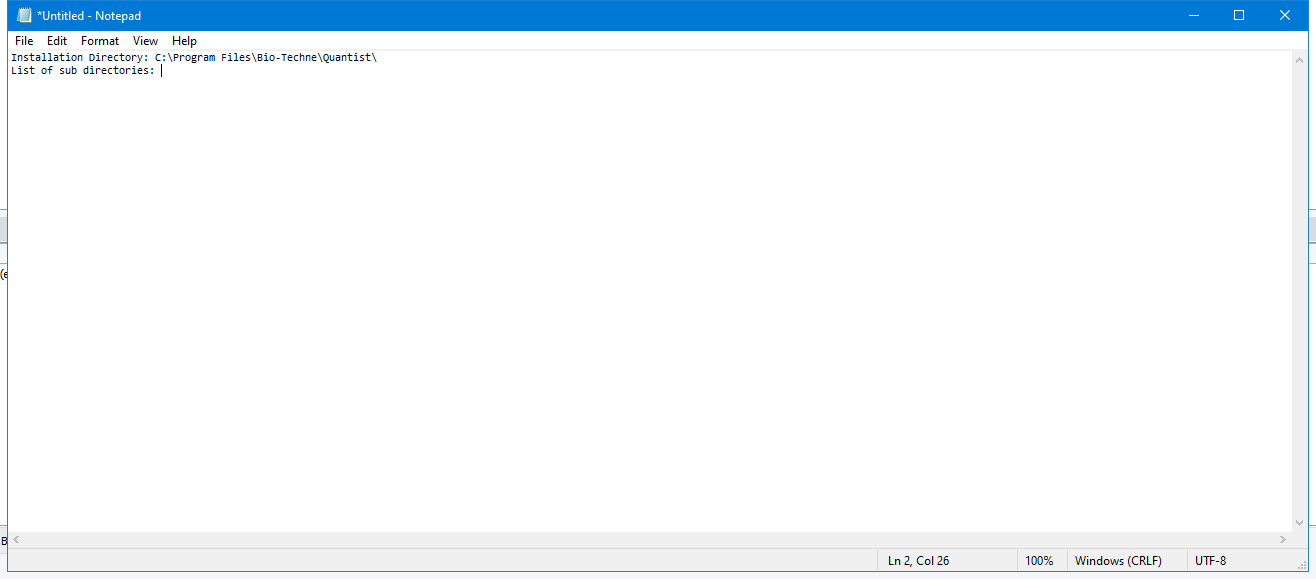 *Untitled - Notepad
File Edit Format View Help
Installation Directory: C:\Program Files\Bio-Techne\Quantist\
List of sub directories:
(e
B
Ln 2, Col 26 100% Windows (CRLF) UTF-8